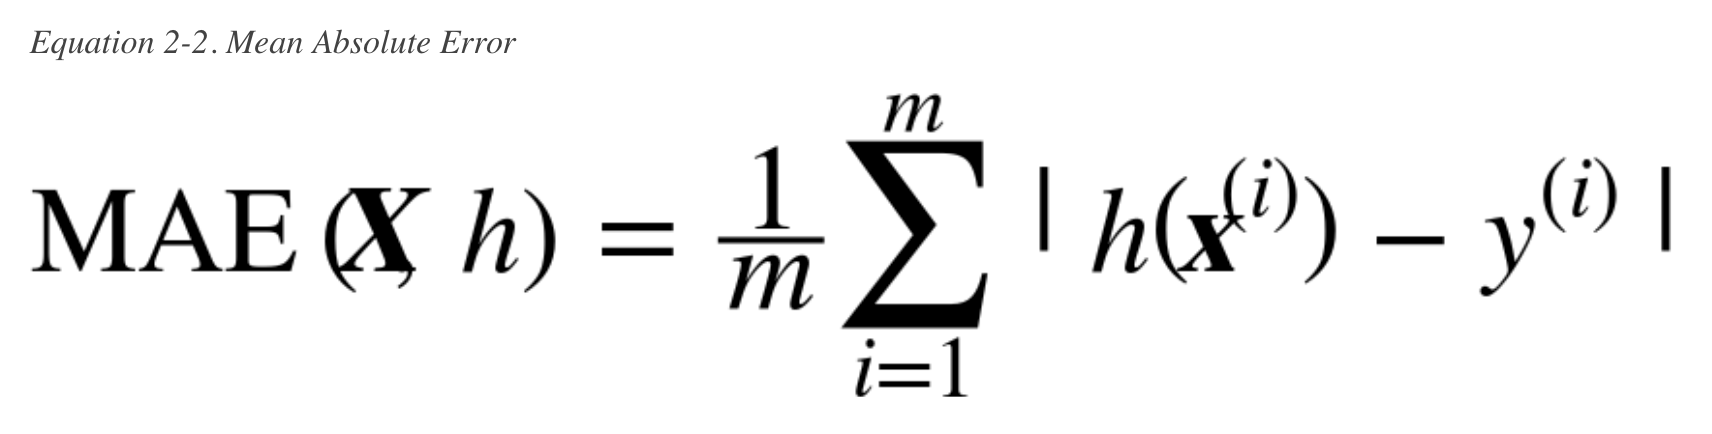 Equation 2-2. Mean Absolute Error
MAE (X, h) = 1/m ∑_{i=1}^{m} | h(x^{(i)}) − y^{(i)} |